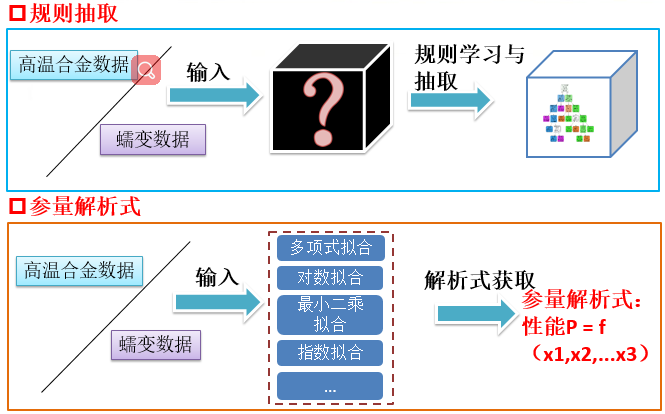 规则抽取
高温合金数据
蠕变数据
输入
?
规则学习与
抽取
参量解析式
高温合金数据
蠕变数据
输入
多项式拟合
对数拟合
最小二乘
拟合
指数拟合
...
解析式获取
参量解析式：
性能P = f
（x1,x2,...x3）